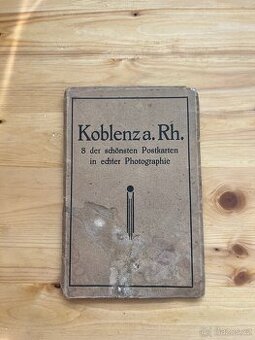 Koblenz a. Rh.
8 der schönsten Postkarten
in echter Photographie